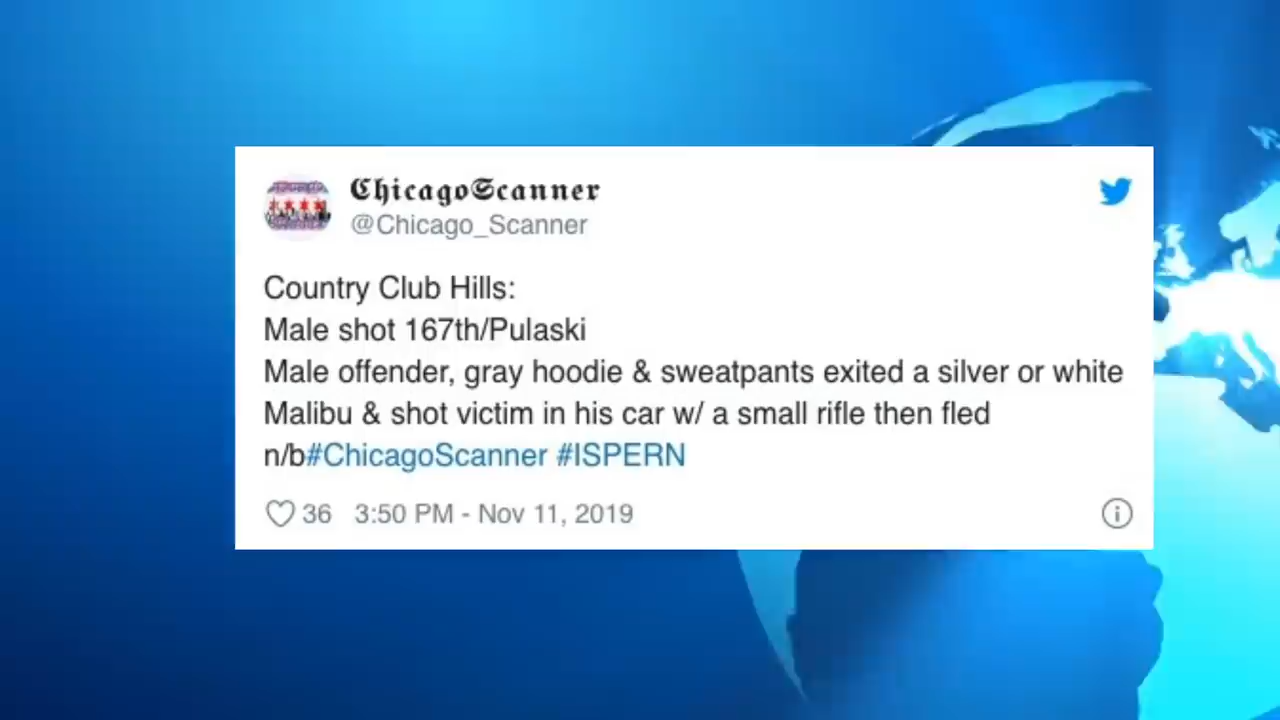 ChicagoScanner
@Chicago_Scanner
Country Club Hills:
Male shot 167th/Pulaski
Male offender, gray hoodie & sweatpants exited a silver or white
Malibu & shot victim in his car w/ a small rifle then fled
n/b#ChicagoScanner #ISPERN
36 3:50 PM - Nov 11, 2019